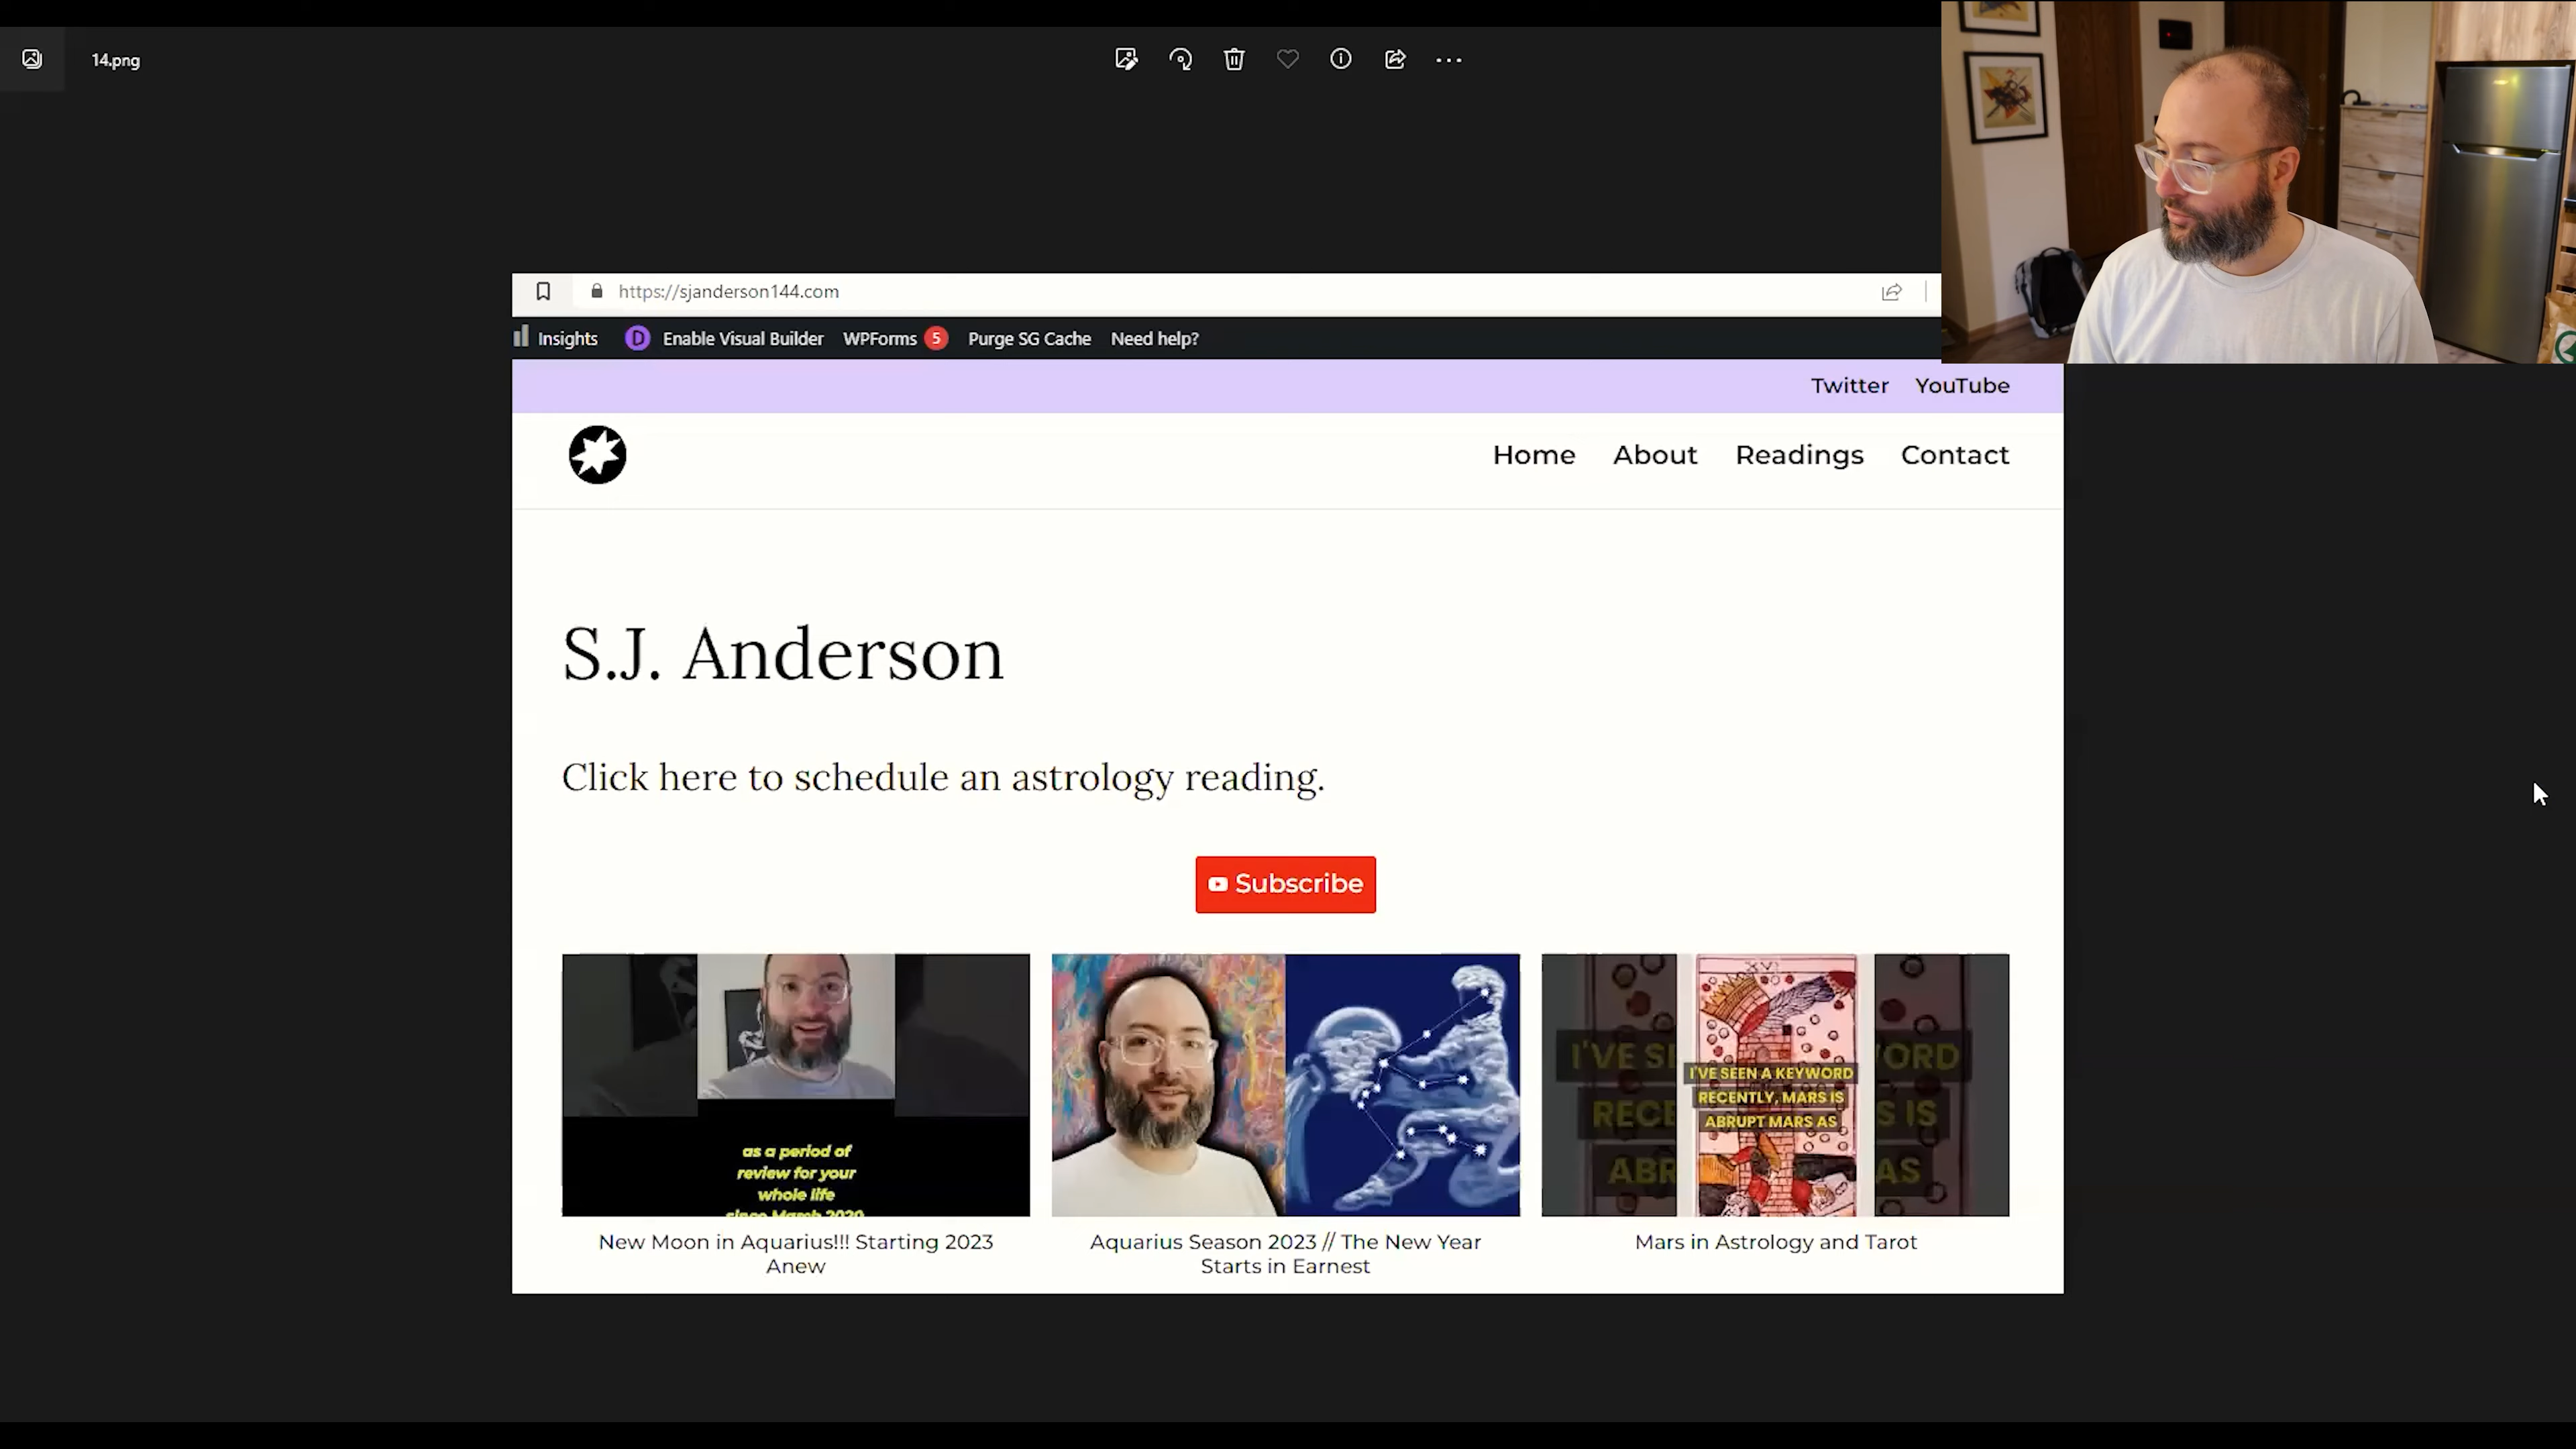 14.png
https://sjanderson144.com
Insights D Enable Visual Builder WPForms 5 Purge SG Cache Need help?
Twitter YouTube
Home About Readings Contact
S.J. Anderson
Click here to schedule an astrology reading.
Subscribe
as a period of
review for your
whole life
since March 2020
New Moon in Aquarius!!! Starting 2023
Anew
Aquarius Season 2023 // The New Year
Starts in Earnest
I'VE SEEN A KEYWORD
RECENTLY, MARS IS
ABRUPT MARS AS
Mars in Astrology and Tarot